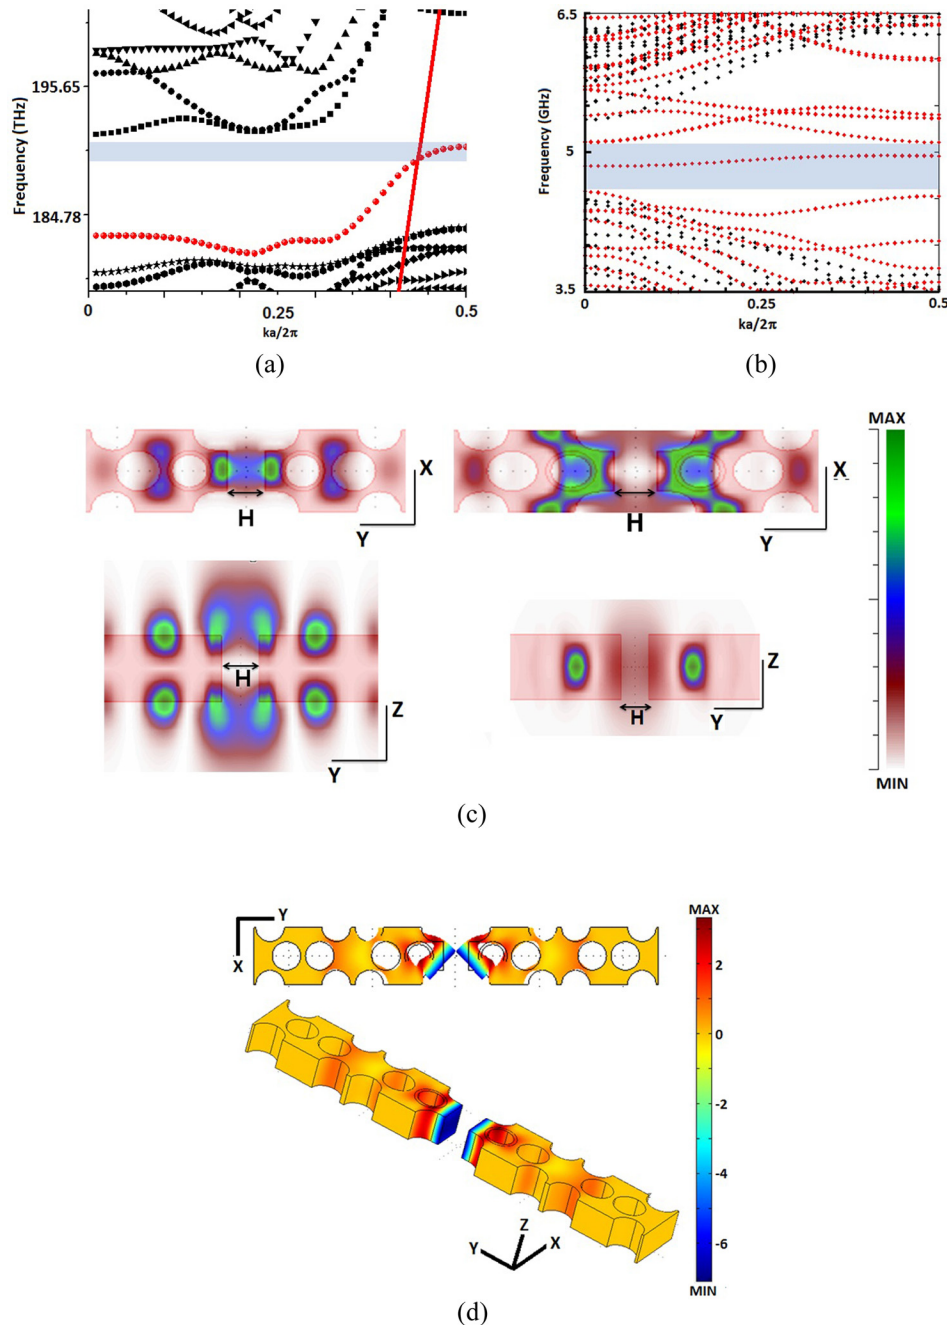 195.65
184.78
Frequency (THz)
0
0.25
0.5
ka/2π
(a)
6.5
5
3.5
Frequency (GHz)
0
0.25
0.5
ka/2π
(b)
H
X
Y
H
X
Y
MAX
MIN
H
Z
Y
H
Z
Y
(c)
Y
X
MAX
2
0
-2
-4
-6
MIN
Z
Y
X
(d)